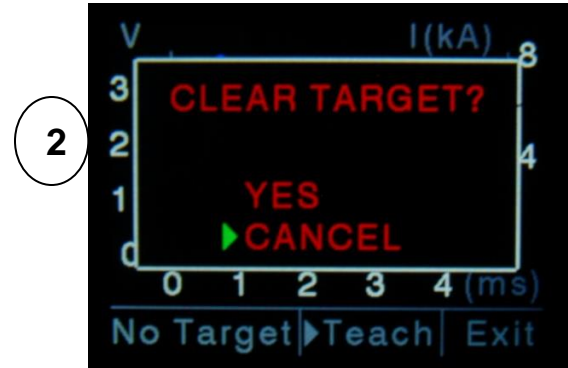 V I(kA)
8
3
CLEAR TARGET?
2
2
4
1
YES
CANCEL
0
0 1 2 3 4 (ms)
No Target Teach Exit